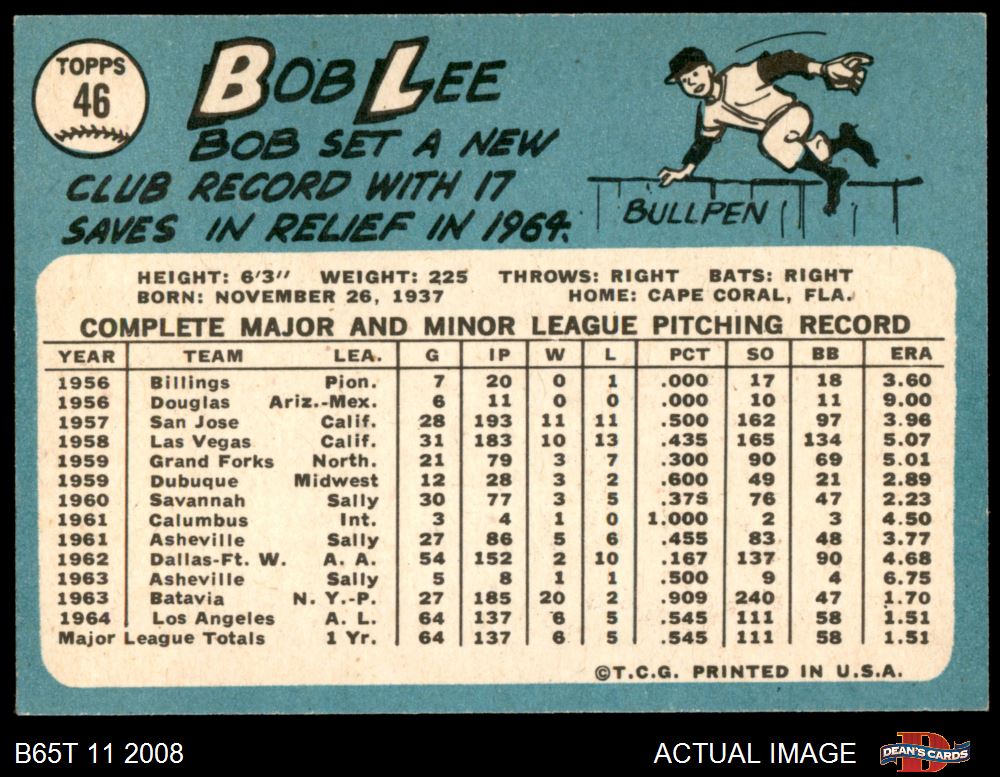 TOPPS
46
BOB LEE
BOB SET A NEW
CLUB RECORD WITH 17
SAVES IN RELIEF IN 1964.
BULLPEN
HEIGHT: 6'3" WEIGHT: 225 THROWS: RIGHT BATS: RIGHT
BORN: NOVEMBER 26, 1937 HOME: CAPE CORAL, FLA.
COMPLETE MAJOR AND MINOR LEAGUE PITCHING RECORD
YEAR TEAM LEA. G IP W L PCT SO BB ERA
1956 Billings Pion. 7 20 0 1 .000 17 18 3.60
1956 Douglas Ariz.-Mex. 6 11 0 0 .000 10 11 9.00
1957 San Jose Calif. 28 193 11 11 .500 162 97 3.96
1958 Las Vegas Calif. 31 183 10 13 .435 165 134 5.07
1959 Grand Forks North. 21 79 3 7 .300 90 69 5.01
1959 Dubuque Midwest 12 28 3 2 .600 49 21 2.89
1960 Savannah Sally 30 77 3 5 .375 76 47 2.23
1961 Calumbus Int. 3 4 1 0 1.000 2 3 4.50
1961 Asheville Sally 27 86 5 6 .455 83 48 3.77
1962 Dallas-Ft. W. A. A. 54 152 2 10 .167 137 90 4.68
1963 Asheville Sally 5 8 1 1 .500 9 4 6.75
1963 Batavia N. Y.-P. 27 185 20 2 .909 240 47 1.70
1964 Los Angeles A. L. 64 137 6 5 .545 111 58 1.51
Major League Totals 1 Yr. 64 137 6 5 .545 111 58 1.51
©T.C.G. PRINTED IN U.S.A.
B65T 11 2008 ACTUAL IMAGE DEAN'S CARDS